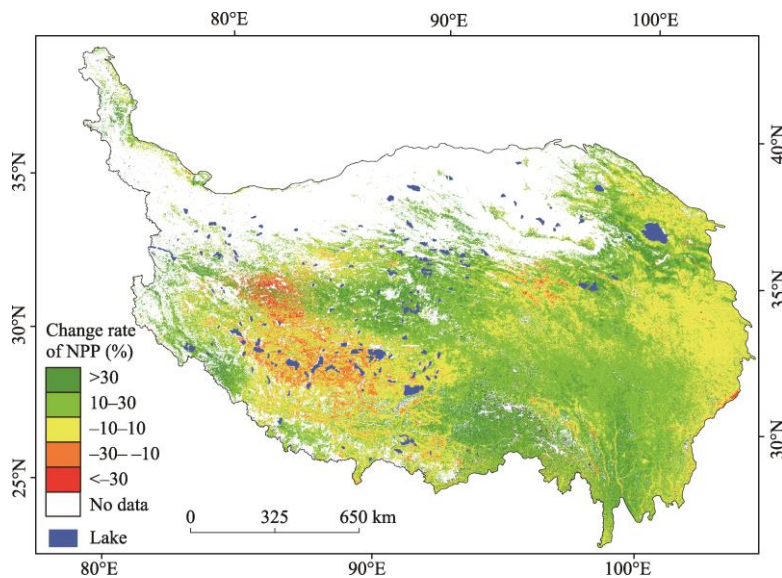 80°E 90°E 100°E
40°N
35°N
35°N
30°N
Change rate
of NPP (%)
>30
10–30
–10–10
–30– –10
<–30
No data
Lake
30°N
25°N
0 325 650 km
80°E 90°E 100°E